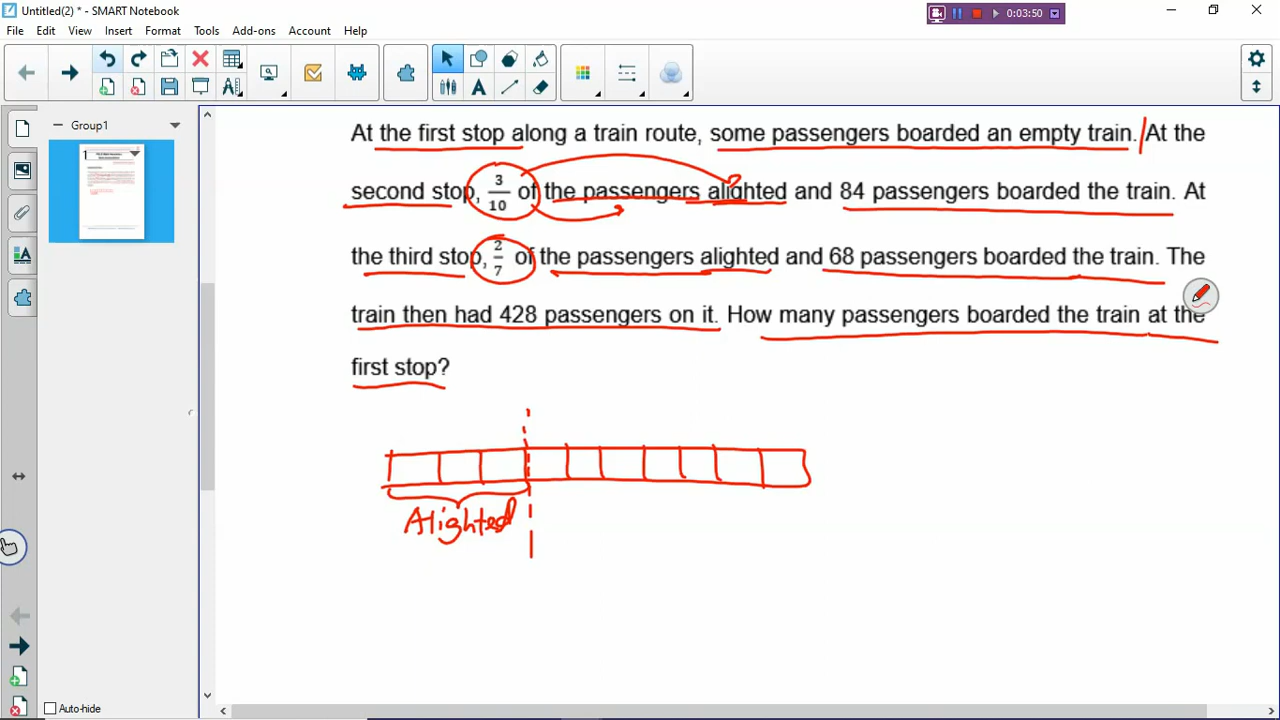 Untitled(2) * - SMART Notebook
00:03:50
File Edit View Insert Format Tools Add-ons Account Help
Group1
1
At the first stop along a train route, some passengers boarded an empty train. At the
second stop, 3/10 of the passengers alighted and 84 passengers boarded the train. At
the third stop, 2/7 of the passengers alighted and 68 passengers boarded the train. The
train then had 428 passengers on it. How many passengers boarded the train at the
first stop?
Alighted
Auto-hide